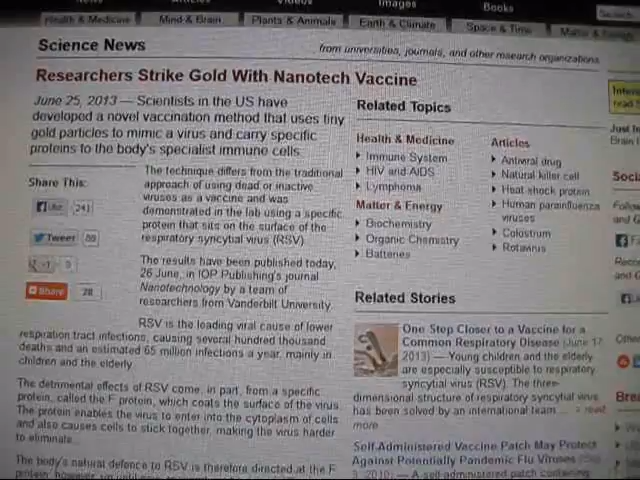 Images
Books
Health & Medicine
Mind & Brain
Plants & Animals
Earth & Climate
Space & Time
Matter &
Science News
from universities, journals, and other research organizations
Researchers Strike Gold With Nanotech Vaccine
June 25, 2013 — Scientists in the US have
developed a novel vaccination method that uses tiny
gold particles to mimic a virus and carry specific
proteins to the body's specialist immune cells.
Share This:
241
Tweet
+1
9
Share
28
The technique differs from the traditional
approach of using dead or inactive
viruses as a vaccine and was
demonstrated in the lab using a specific
protein that sits on the surface of the
respiratory syncytial virus (RSV).
The results have been published today,
26 June, in IOP Publishing's journal
Nanotechnology by a team of
researchers from Vanderbilt University.
RSV is the leading viral cause of lower
respiration tract infections, causing several hundred thousand
deaths and an estimated 65 million infections a year, mainly in
children and the elderly.
The detrimental effects of RSV come, in part, from a specific
protein, called the F protein, which coats the surface of the virus.
The protein enables the virus to enter into the cytoplasm of cells
and also causes cells to stick together, making the virus harder
to eliminate.
The body's natural defence to RSV is therefore directed at the F
Related Topics
Health & Medicine
Immune System
HIV and AIDS
Lymphoma
Matter & Energy
Biochemistry
Organic Chemistry
Batteries
Articles
Antiviral drug
Natural killer cell
Heat shock protein
Human parainfluenza
viruses
Colostrum
Rotavirus
Related Stories
One Step Closer to a Vaccine for a
Common Respiratory Disease (June 17,
2013) — Young children and the elderly
are especially susceptible to respiratory
syncytial virus (RSV). The three-
dimensional structure of respiratory syncytial virus
has been solved by an international team... > read
more
Self-Administered Vaccine Patch May Protect
Against Potentially Pandemic Flu Viruses
2010) — A self-administered patch containing